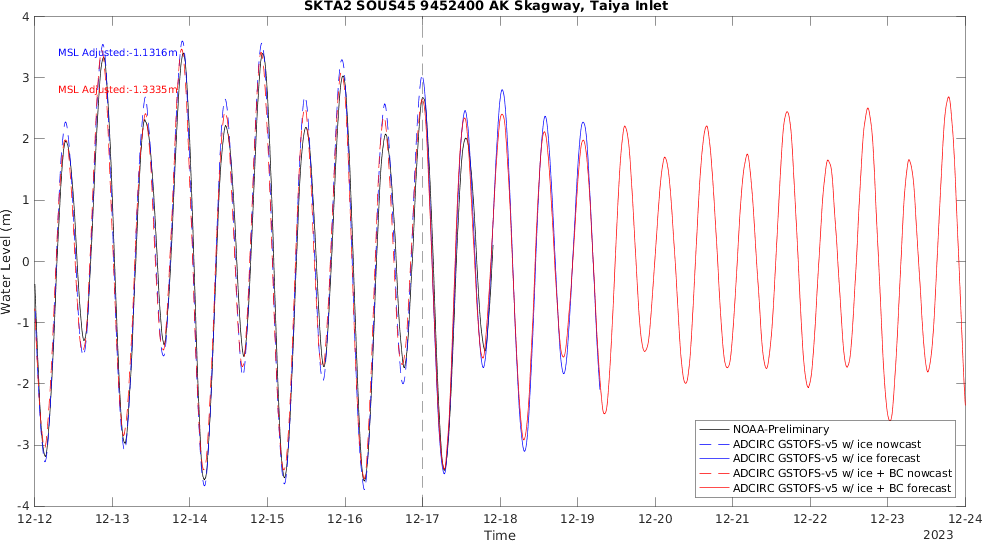 SKTA2 SOUS45 9452400 AK Skagway, Taiya Inlet
4
MSL Adjusted:-1.1316m
3
MSL Adjusted:-1.3335m
2
1
0
-1
-2
-3
-4
Water Level (m)
NOAA-Preliminary
ADCIRC GSTOFS-v5 w/ ice nowcast
ADCIRC GSTOFS-v5 w/ ice forecast
ADCIRC GSTOFS-v5 w/ ice + BC nowcast
ADCIRC GSTOFS-v5 w/ ice + BC forecast
12-12 12-13 12-14 12-15 12-16 12-17 12-18 12-19 12-20 12-21 12-22 12-23 12-24
Time
2023